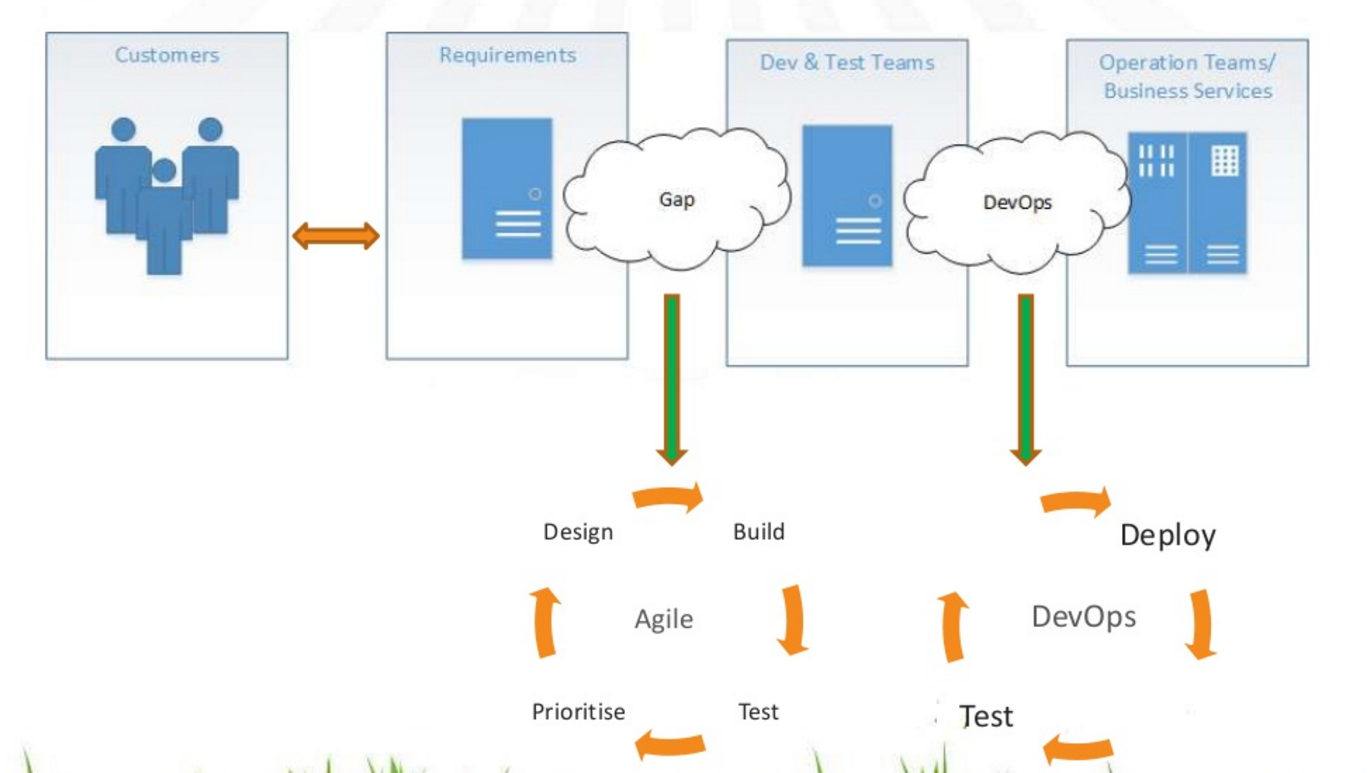 Customers
Requirements
Dev & Test Teams
Operation Teams/
Business Services
Gap
DevOps
Design
Build
Agile
Prioritise
Test
Deploy
DevOps
Test